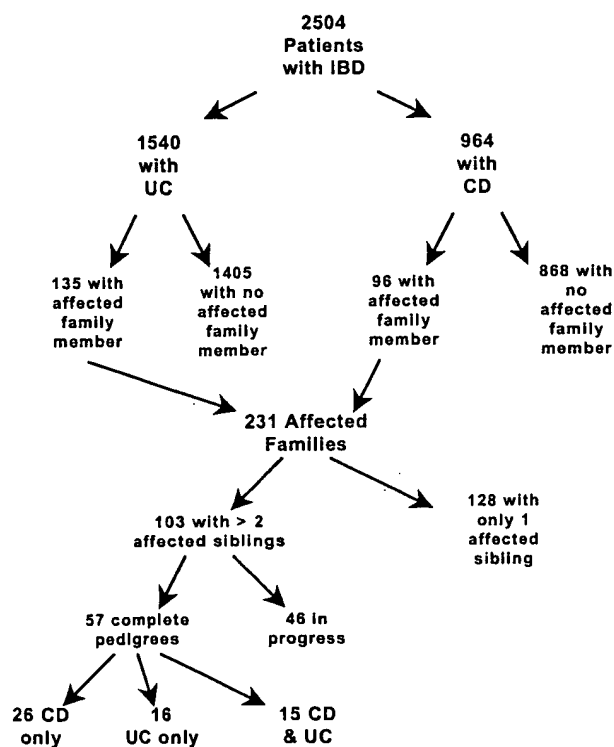 2504
Patients
with IBD
1540
with
UC
964
with
CD
135 with
affected
family
member
1405
with no
affected
family
member
96 with
affected
family
member
868 with
no
affected
family
member
231 Affected
Families
103 with > 2
affected siblings
128 with
only 1
affected
sibling
57 complete
pedigrees
46 in
progress
26 CD
only
16
UC only
15 CD
& UC